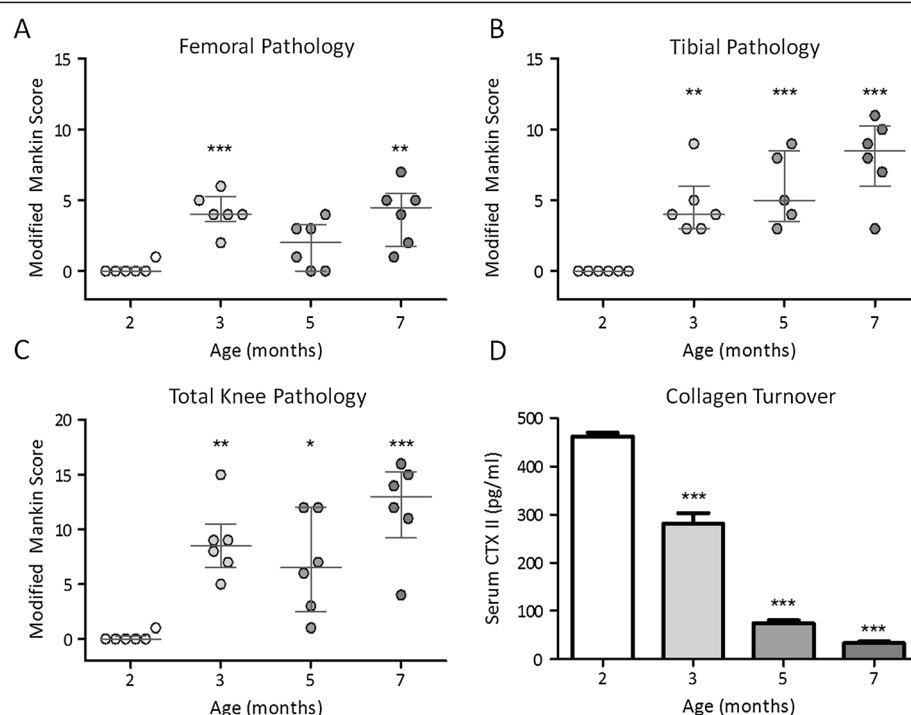 A
Femoral Pathology
Modified Mankin Score
15
10
5
0
***
**
2 3 5 7
Age (months)
B
Tibial Pathology
Modified Mankin Score
15
10
5
0
** *** ***
2 3 5 7
Age (months)
C
Total Knee Pathology
Modified Mankin Score
20
15
10
5
0
** * ***
2 3 5 7
Age (months)
D
Collagen Turnover
Serum CTX II (pg/ml)
500
400
300
200
100
0
***
***
***
2 3 5 7
Age (months)